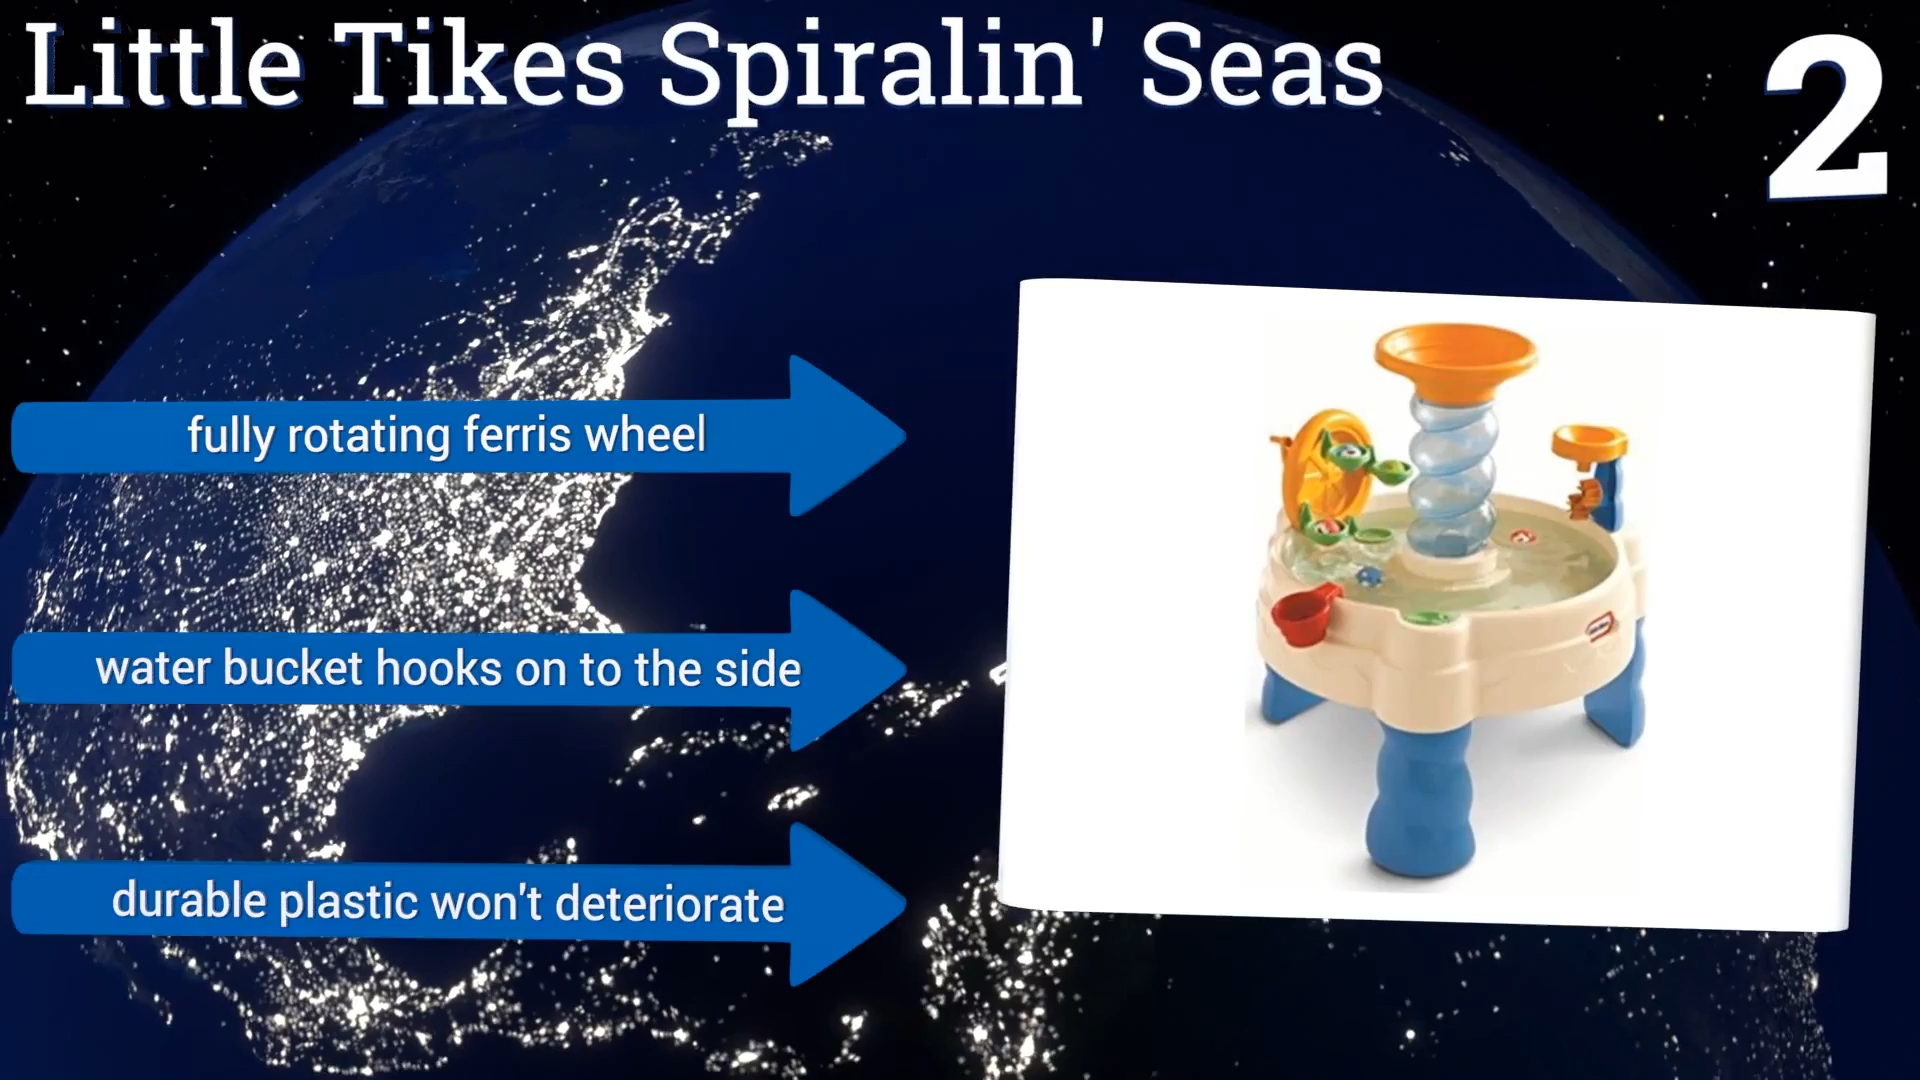 Little Tikes Spiralin' Seas
2
fully rotating ferris wheel
water bucket hooks on to the side
durable plastic won't deteriorate